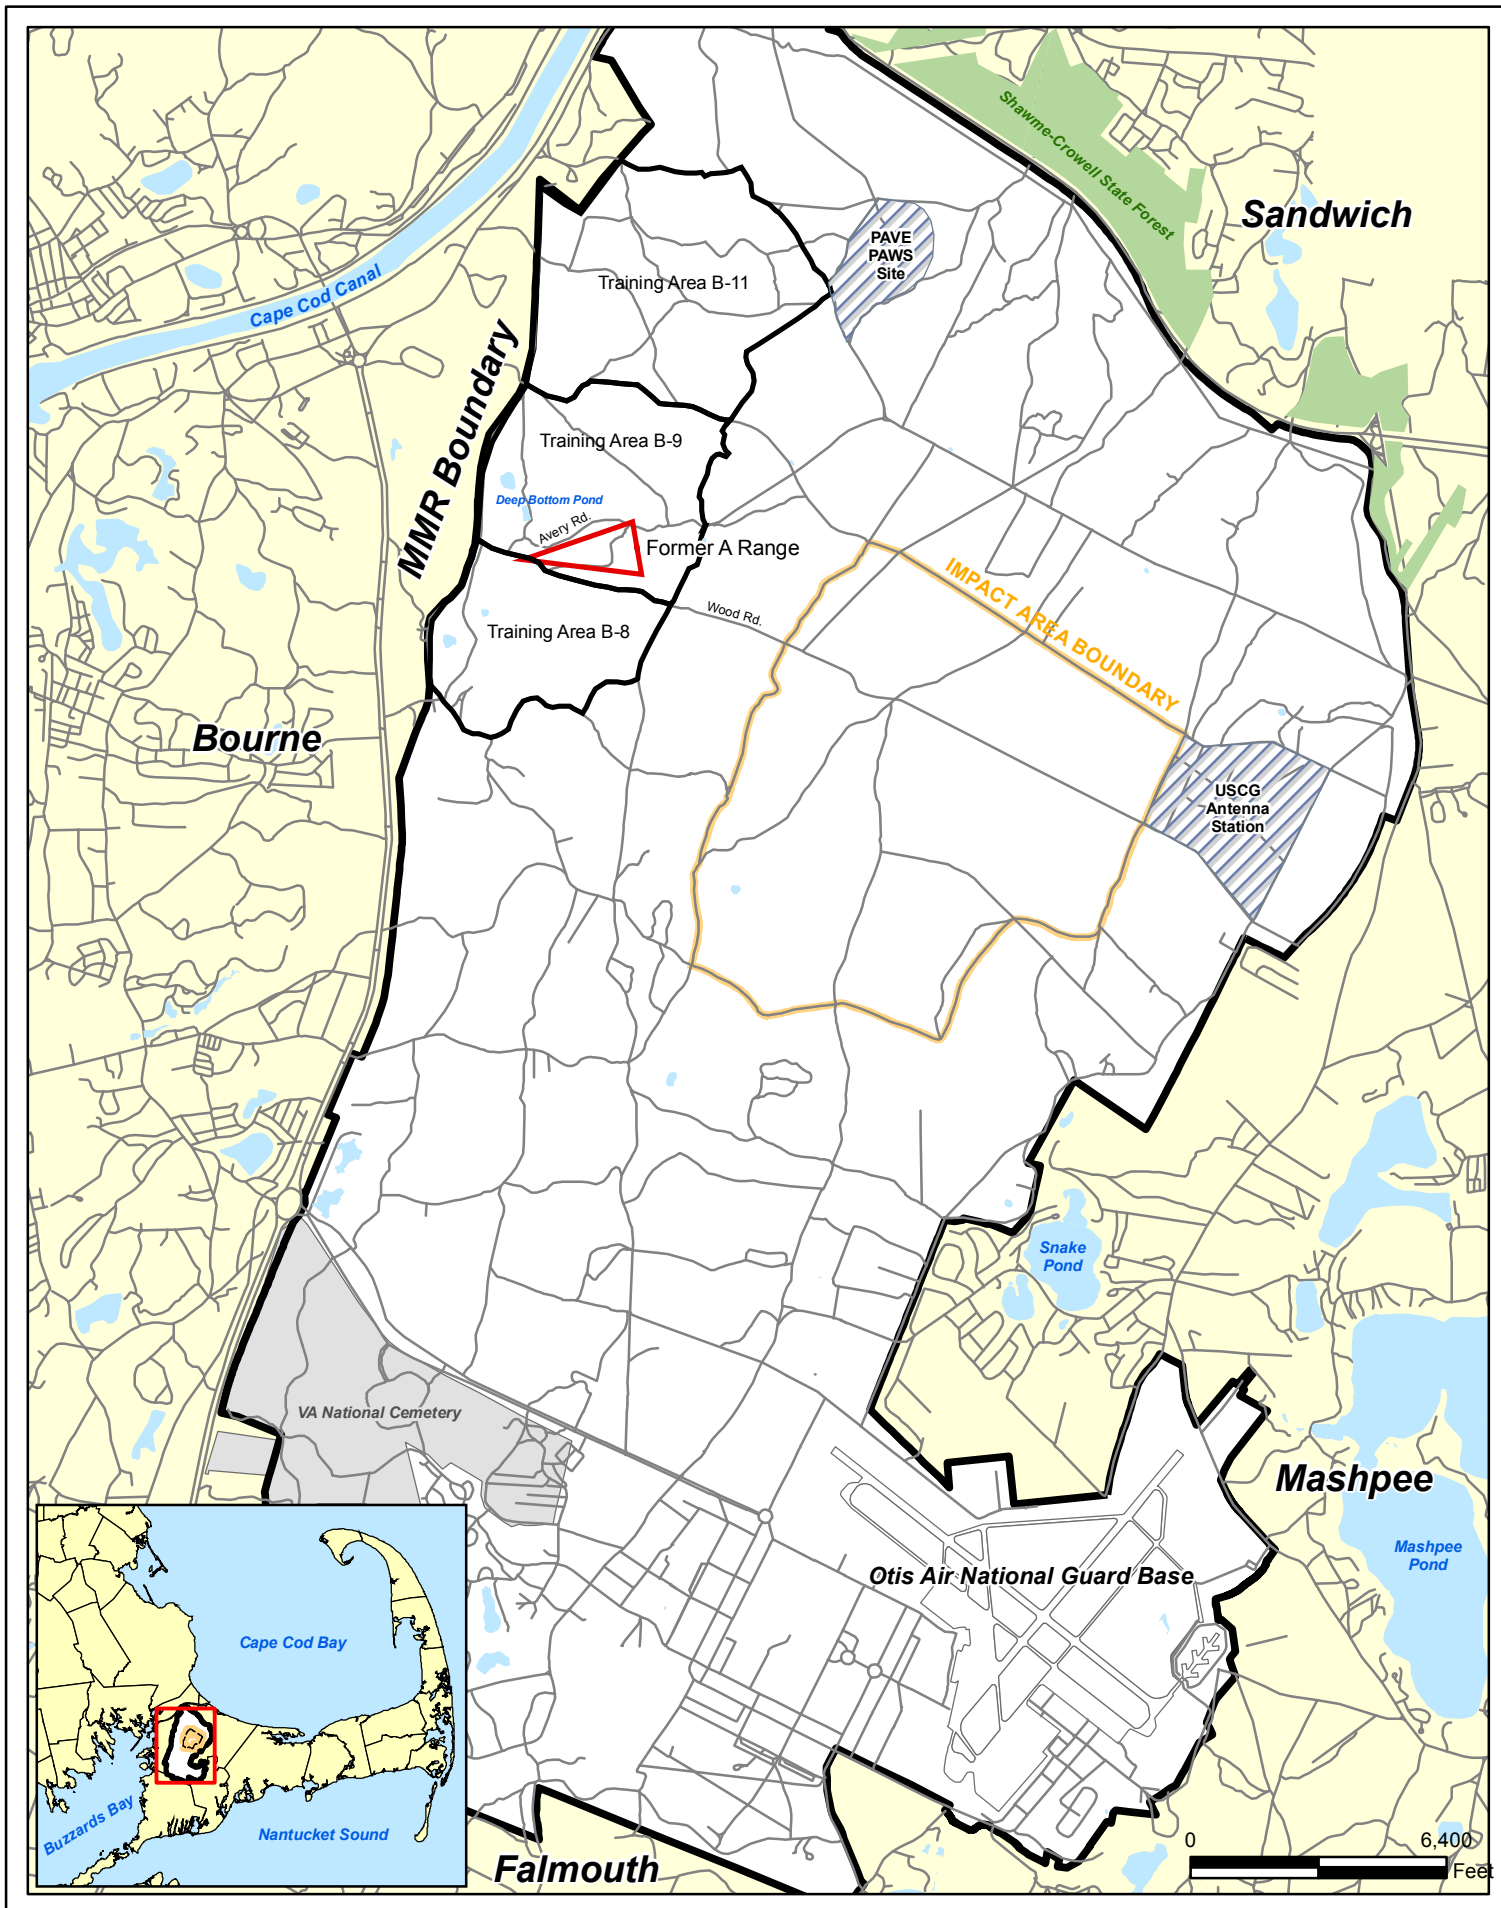 Shawme-Crowell State Forest
Sandwich
PAVE
PAWS
Site
Cape Cod Canal
Training Area B-11
MMR Boundary
Training Area B-9
Deep Bottom Pond
Avery Rd.
Former A Range
IMPACT AREA BOUNDARY
Wood Rd.
Training Area B-8
Bourne
USCG
Antenna
Station
Snake
Pond
VA National Cemetery
Mashpee
Mashpee
Pond
Otis Air National Guard Base
Cape Cod Bay
Buzzards Bay
Nantucket Sound
Falmouth
0 6,400
Feet